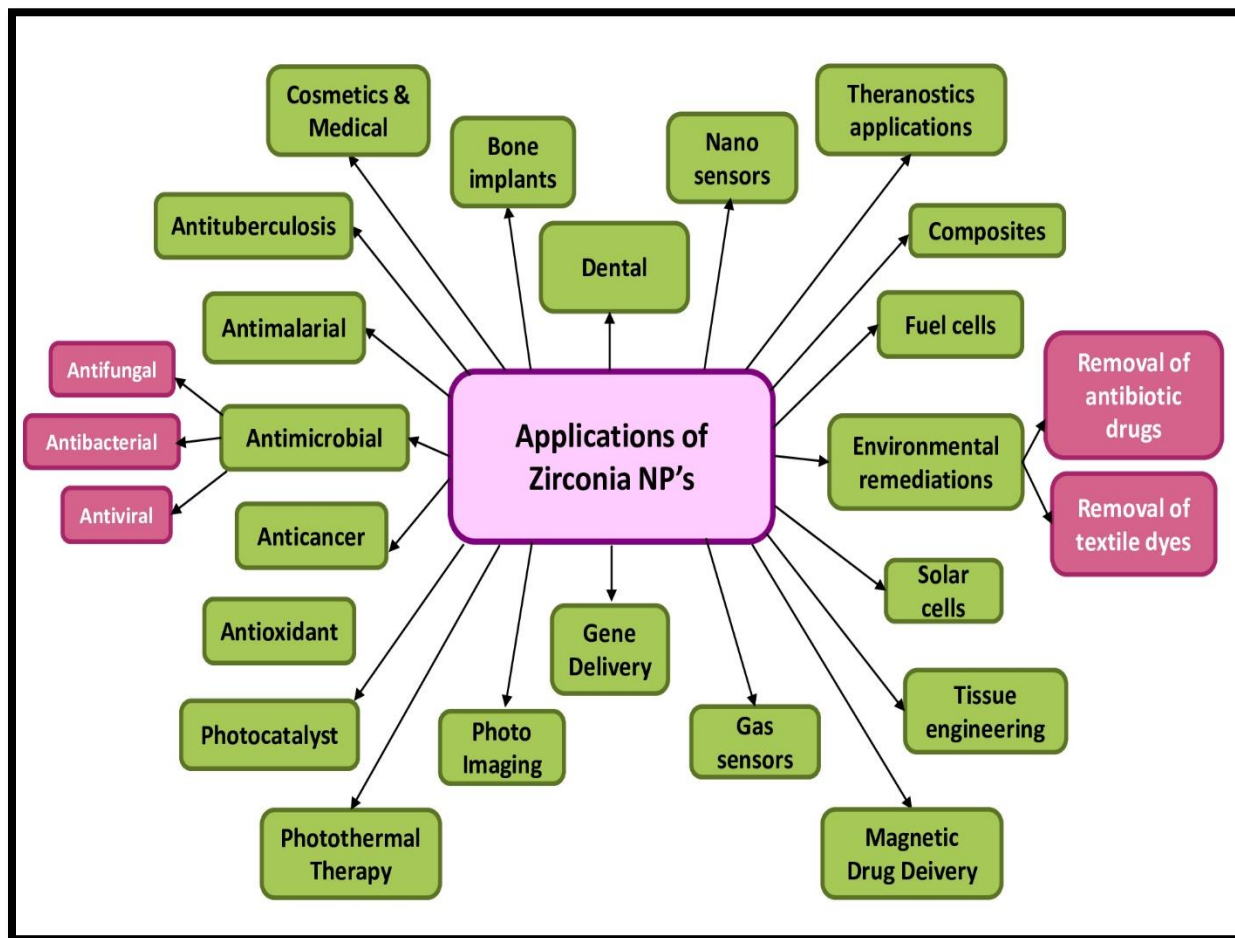 Cosmetics &
Medical
Bone
implants
Nano
sensors
Theranostics
applications
Antituberculosis
Dental
Composites
Antimalarial
Fuel cells
Antifungal
Antibacterial
Antiviral
Antimicrobial
Applications of
Zirconia NP's
Environmental
remediations
Removal of
antibiotic
drugs
Removal of
textile dyes
Anticancer
Solar
cells
Antioxidant
Gene
Delivery
Photocatalyst
Photo
Imaging
Gas
sensors
Tissue
engineering
Photothermal
Therapy
Magnetic
Drug Deivery